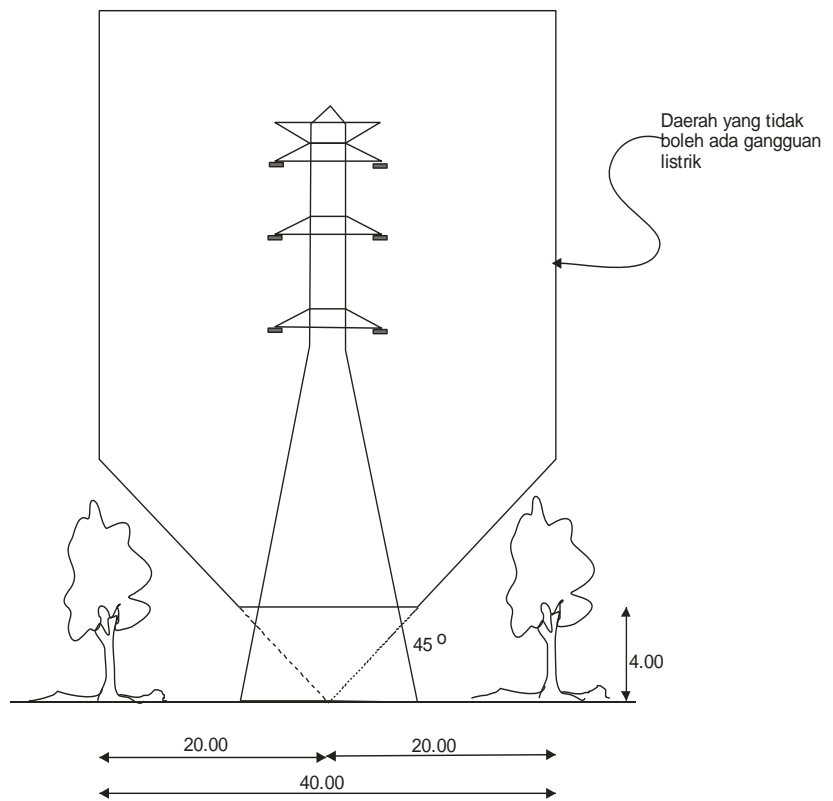 Daerah yang tidak
boleh ada gangguan
listrik
45 o
4.00
20.00
20.00
40.00